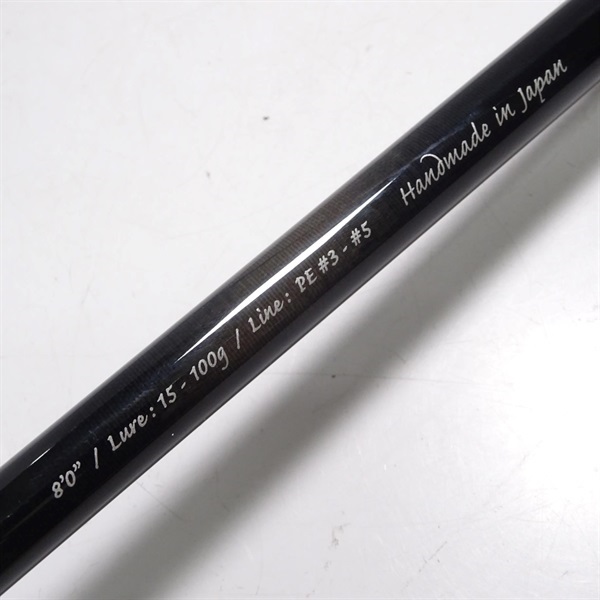 8'0" / Lure : 15 - 100g / Line : PE #3 - #5 Handmade in Japan